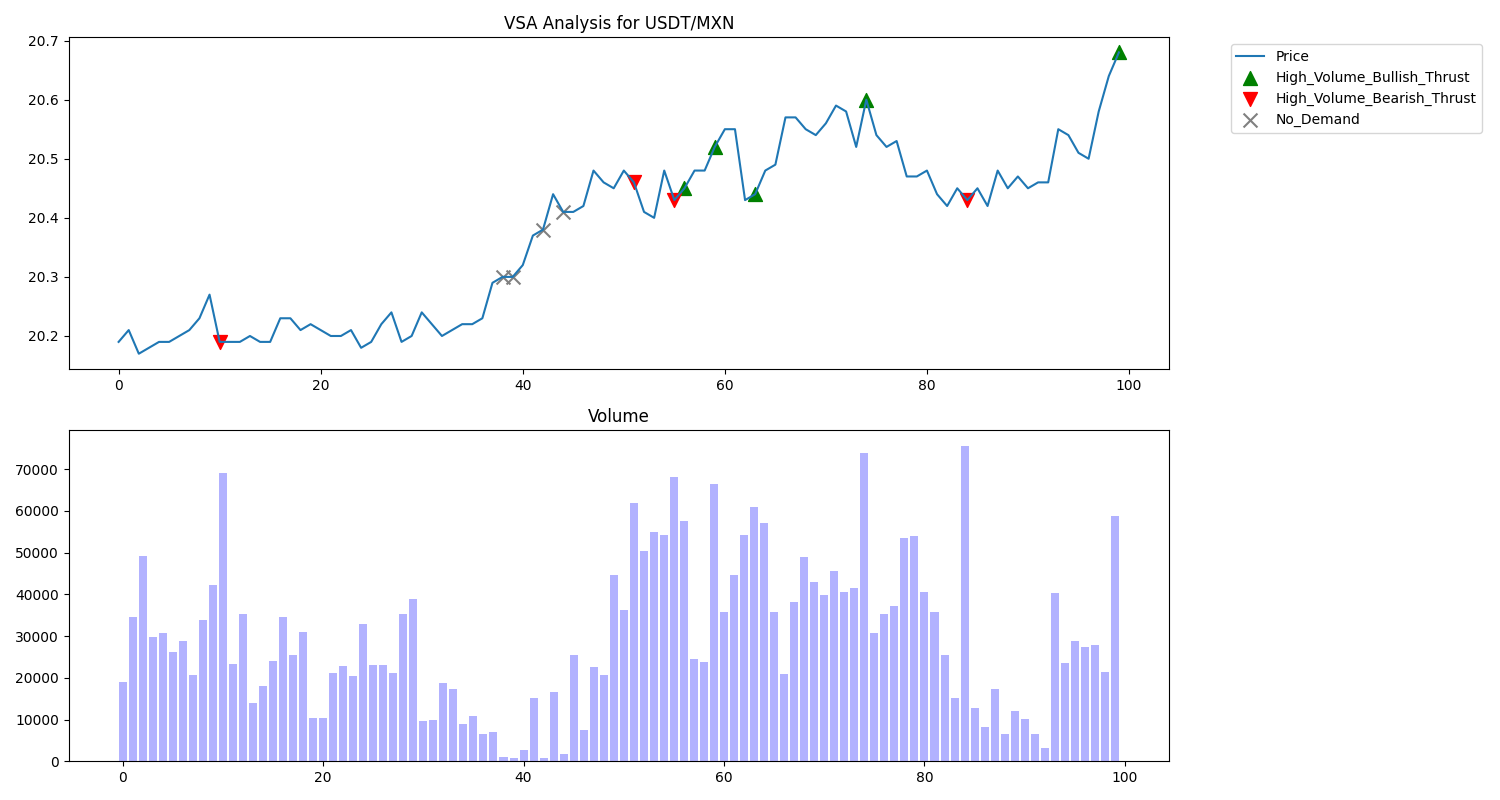 VSA Analysis for USDT/MXN
20.7
20.6
20.5
20.4
20.3
20.2
0 20 40 60 80 100
Price
High_Volume_Bullish_Thrust
High_Volume_Bearish_Thrust
No_Demand
Volume
70000
60000
50000
40000
30000
20000
10000
0
0 20 40 60 80 100